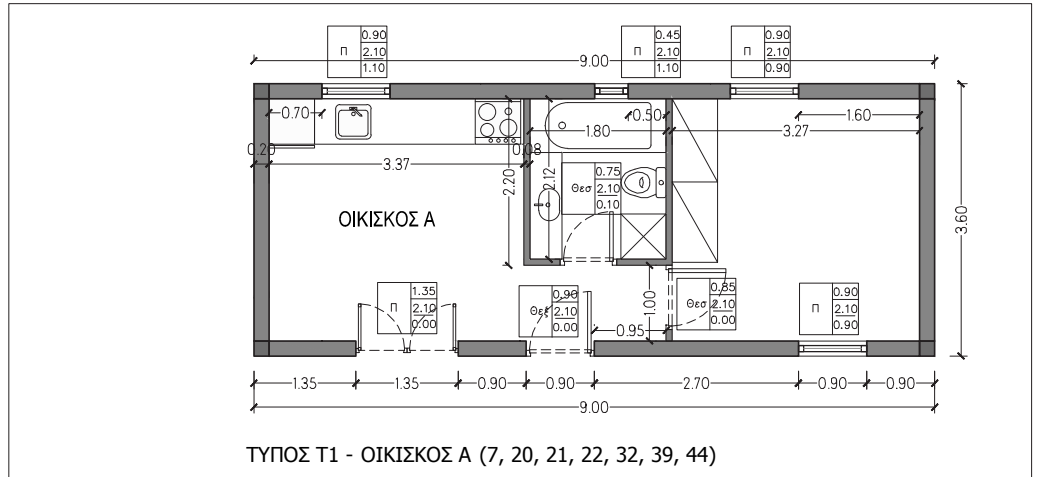 Π 0.90 2.10 1.10
0.45 Π 2.10 1.10
Π 0.90 2.10 0.90
9.00
0.70
0.50
1.80
1.60
3.27
0.20
3.37
0.08
2.20
2.12
Θεσ 0.75 2.10 0.10
3.60
ΟΙΚΙΣΚΟΣ Α
Π 1.35 2.10 0.00
Θεξ 0.90 2.10 0.00
1.00
Θεσ 0.85 2.10 0.00
Π 0.90 2.10 0.90
0.95
1.35 1.35 0.90 0.90 2.70 0.90 0.90
9.00
ΤΥΠΟΣ Τ1 - ΟΙΚΙΣΚΟΣ Α (7, 20, 21, 22, 32, 39, 44)